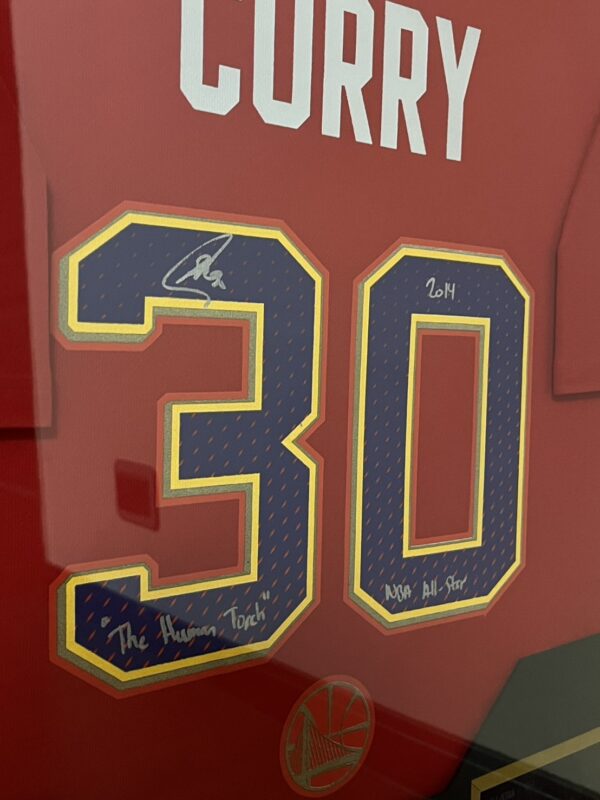 CURRY
30
2014
"The Human Torch"
NBA All-Star